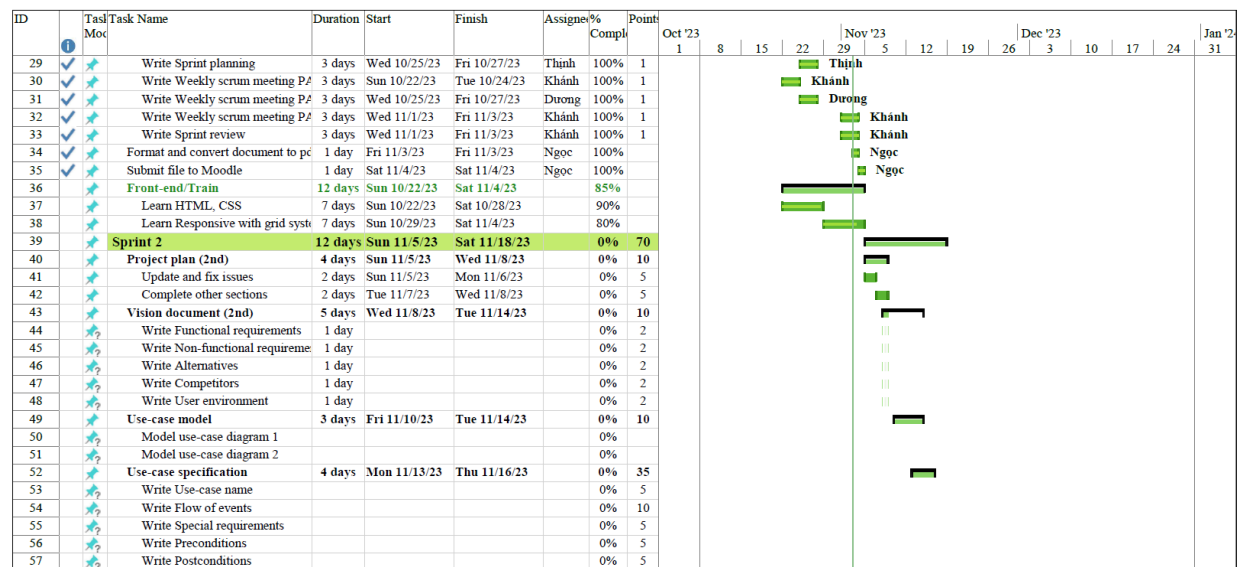 ID Task Mod Task Name Duration Start Finish Assignee % Compl Points
Oct '23 Nov '23 Dec '23 Jan '2
1 8 15 22 29 5 12 19 26 3 10 17 24 31
29 Write Sprint planning 3 days Wed 10/25/23 Fri 10/27/23 Thịnh 100% 1 Thịnh
30 Write Weekly scrum meeting PA 3 days Sun 10/22/23 Tue 10/24/23 Khánh 100% 1 Khánh
31 Write Weekly scrum meeting PA 3 days Wed 10/25/23 Fri 10/27/23 Dương 100% 1 Dương
32 Write Weekly scrum meeting PA 3 days Wed 11/1/23 Fri 11/3/23 Khánh 100% 1 Khánh
33 Write Sprint review 3 days Wed 11/1/23 Fri 11/3/23 Khánh 100% 1 Khánh
34 Format and convert document to pd 1 day Fri 11/3/23 Fri 11/3/23 Ngọc 100% Ngọc
35 Submit file to Moodle 1 day Sat 11/4/23 Sat 11/4/23 Ngọc 100% Ngọc
36 Front-end/Train 12 days Sun 10/22/23 Sat 11/4/23 85%
37 Learn HTML, CSS 7 days Sun 10/22/23 Sat 10/28/23 90%
38 Learn Responsive with grid syste 7 days Sun 10/29/23 Sat 11/4/23 80%
39 Sprint 2 12 days Sun 11/5/23 Sat 11/18/23 0% 70
40 Project plan (2nd) 4 days Sun 11/5/23 Wed 11/8/23 0% 10
41 Update and fix issues 2 days Sun 11/5/23 Mon 11/6/23 0% 5
42 Complete other sections 2 days Tue 11/7/23 Wed 11/8/23 0% 5
43 Vision document (2nd) 5 days Wed 11/8/23 Tue 11/14/23 0% 10
44 Write Functional requirements 1 day 0% 2
45 Write Non-functional requireme 1 day 0% 2
46 Write Alternatives 1 day 0% 2
47 Write Competitors 1 day 0% 2
48 Write User environment 1 day 0% 2
49 Use-case model 3 days Fri 11/10/23 Tue 11/14/23 0% 10
50 Model use-case diagram 1 0%
51 Model use-case diagram 2 0%
52 Use-case specification 4 days Mon 11/13/23 Thu 11/16/23 0% 35
53 Write Use-case name 0% 5
54 Write Flow of events 0% 10
55 Write Special requirements 0% 5
56 Write Preconditions 0% 5
57 Write Postconditions 0% 5